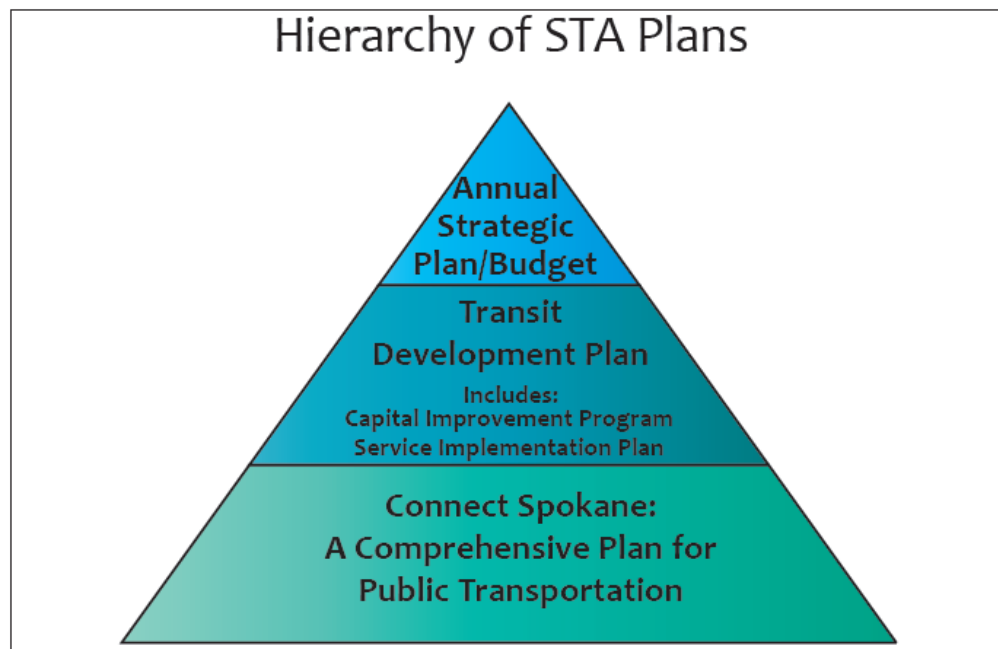 Hierarchy of STA Plans
Annual
Strategic
Plan/Budget
Transit
Development Plan
Includes:
Capital Improvement Program
Service Implementation Plan
Connect Spokane:
A Comprehensive Plan for
Public Transportation